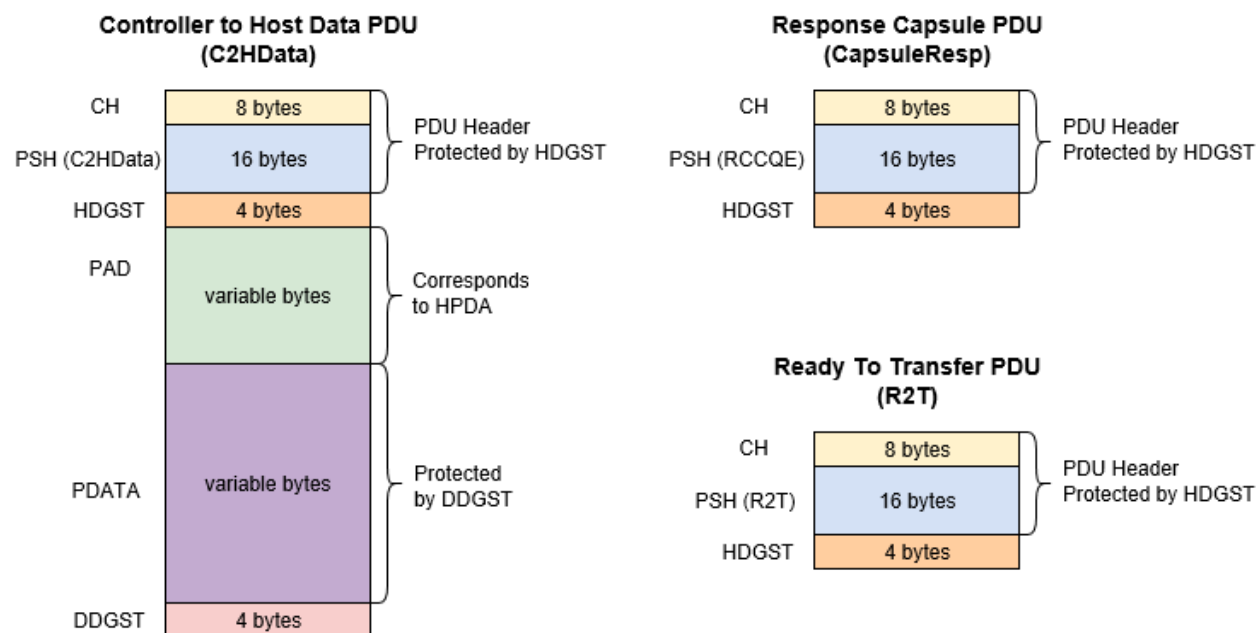 Controller to Host Data PDU
(C2HData)
CH
8 bytes
PSH (C2HData)
16 bytes
PDU Header
Protected by HDGST
HDGST
4 bytes
PAD
variable bytes
Corresponds
to HPDA
PDATA
variable bytes
Protected
by DDGST
DDGST
4 bytes
Response Capsule PDU
(CapsuleResp)
CH
8 bytes
PSH (RCCQE)
16 bytes
PDU Header
Protected by HDGST
HDGST
4 bytes
Ready To Transfer PDU
(R2T)
CH
8 bytes
PSH (R2T)
16 bytes
PDU Header
Protected by HDGST
HDGST
4 bytes